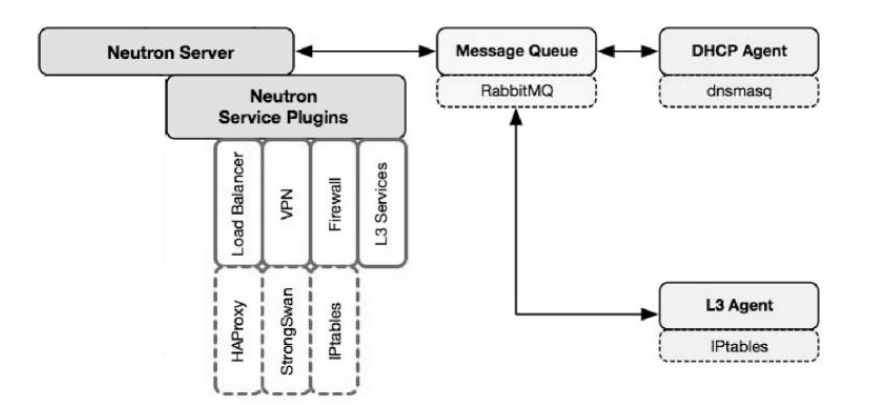 Neutron Server
Message Queue
DHCP Agent
RabbitMQ
dnsmasq
Neutron
Service Plugins
Load Balancer
VPN
Firewall
L3 Services
HAProxy
StrongSwan
IPtables
L3 Agent
IPtables